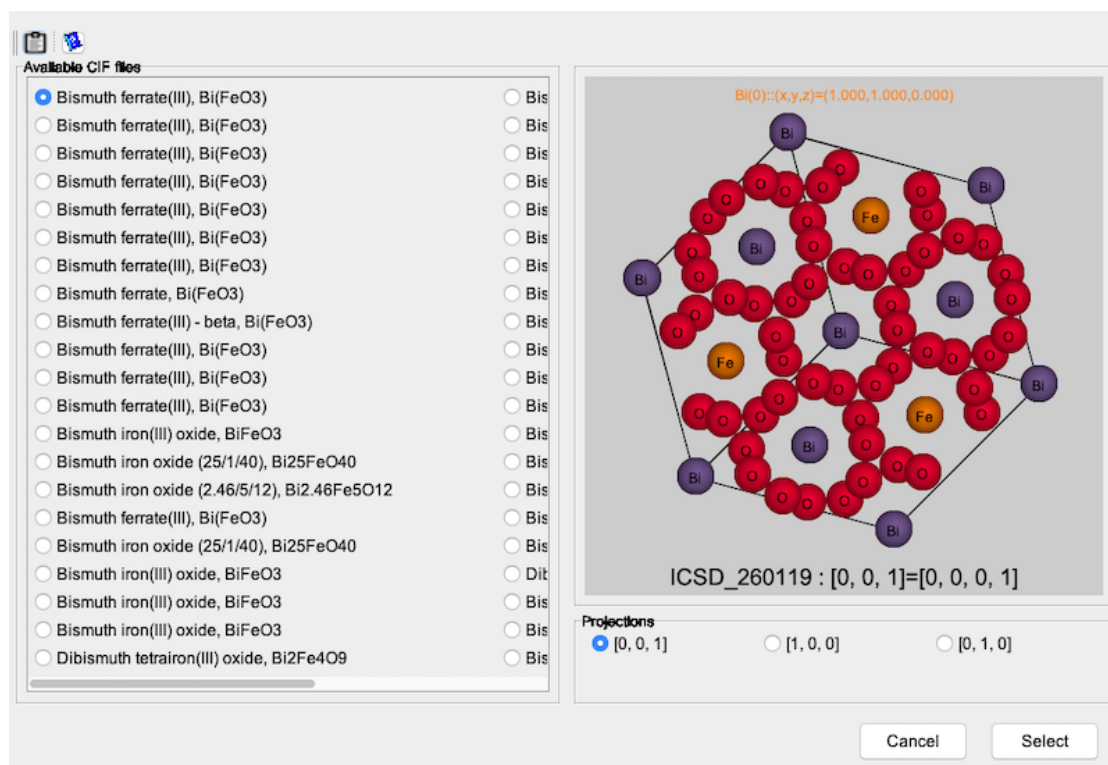 Available CIF files
Bismuth ferrate(III), Bi(FeO3)
Bis
Bismuth ferrate(III), Bi(FeO3)
Bis
Bismuth ferrate(III), Bi(FeO3)
Bis
Bismuth ferrate(III), Bi(FeO3)
Bis
Bismuth ferrate(III), Bi(FeO3)
Bis
Bismuth ferrate(III), Bi(FeO3)
Bis
Bismuth ferrate(III), Bi(FeO3)
Bis
Bismuth ferrate, Bi(FeO3)
Bis
Bismuth ferrate(III) - beta, Bi(FeO3)
Bis
Bismuth ferrate(III), Bi(FeO3)
Bis
Bismuth ferrate(III), Bi(FeO3)
Bis
Bismuth ferrate(III), Bi(FeO3)
Bis
Bismuth iron(III) oxide, BiFeO3
Bis
Bismuth iron oxide (25/1/40), Bi25FeO40
Bis
Bismuth iron oxide (2.46/5/12), Bi2.46Fe5O12
Bis
Bismuth ferrate(III), Bi(FeO3)
Bis
Bismuth iron oxide (25/1/40), Bi25FeO40
Bis
Bismuth iron(III) oxide, BiFeO3
Dit
Bismuth iron(III) oxide, BiFeO3
Bis
Bismuth iron(III) oxide, BiFeO3
Bis
Dibismuth tetrairon(III) oxide, Bi2Fe4O9
Bis
Bi(0)::(x,y,z)=(1.000,1.000,0.000)
Bi
Bi
Fe
Bi
Bi
Bi
Bi
Fe
Bi
Fe
Bi
Bi
Bi
ICSD_260119 : [0, 0, 1]=[0, 0, 0, 1]
Projections
[0, 0, 1]
[1, 0, 0]
[0, 1, 0]
Cancel
Select